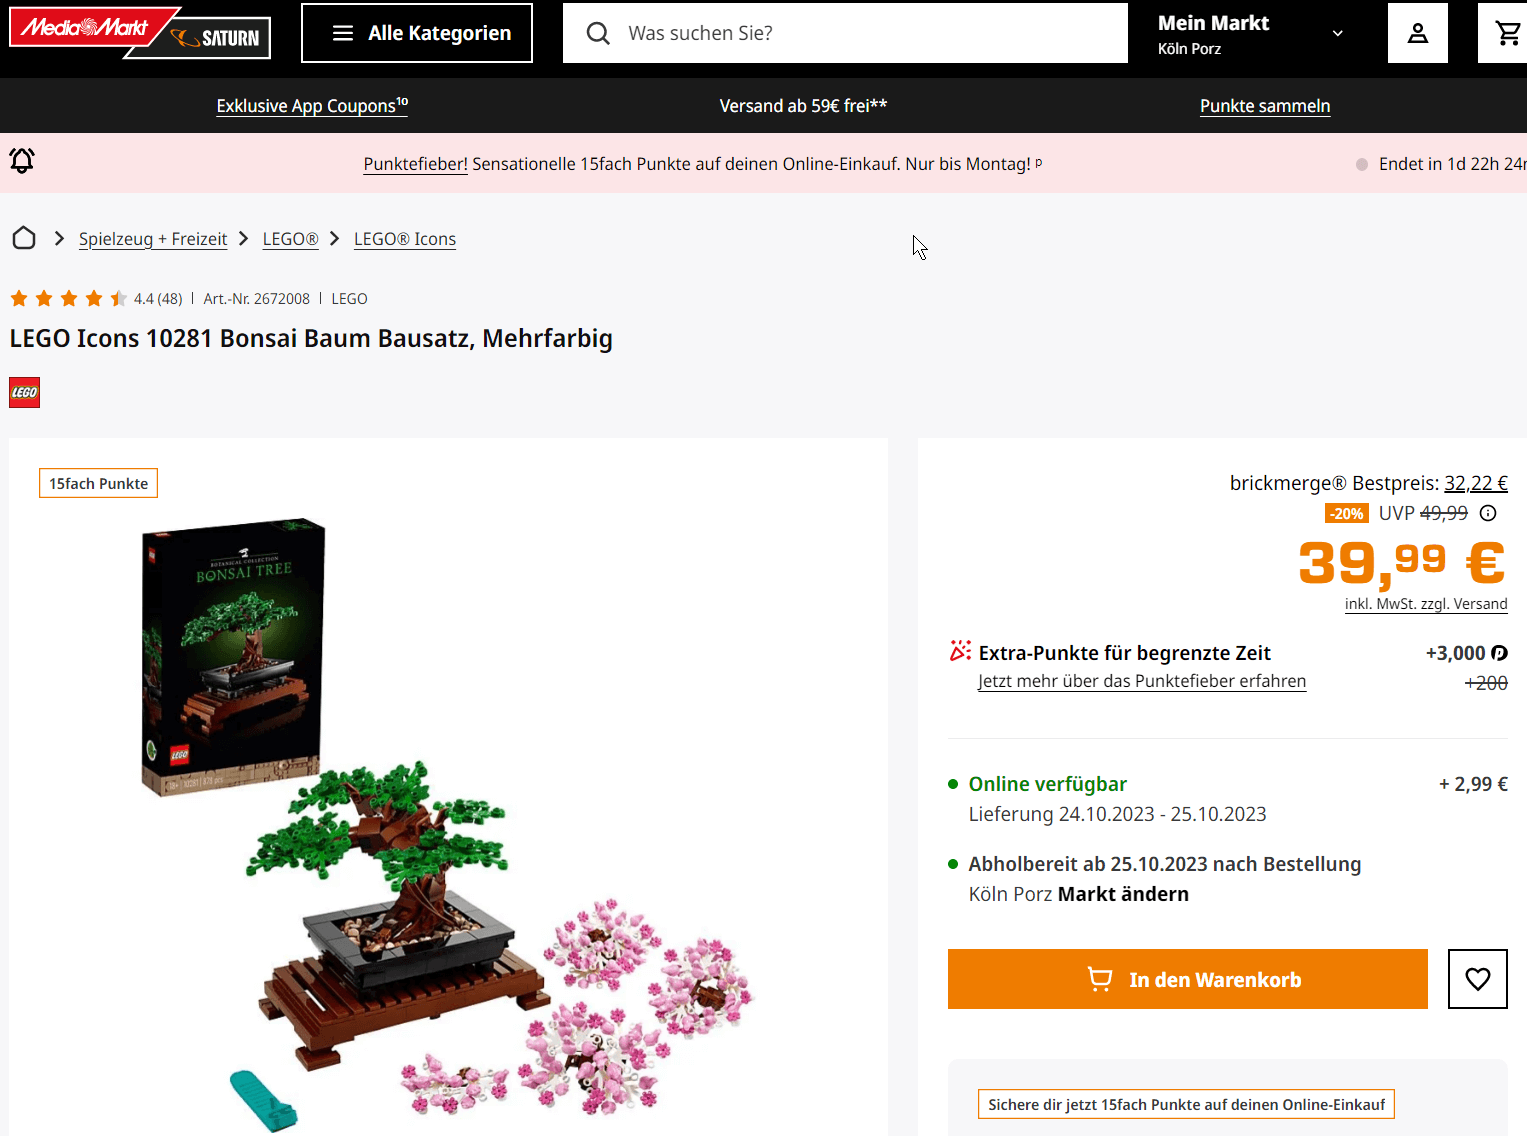 MediaMarkt
SATURN
Alle Kategorien
Was suchen Sie?
Mein Markt
Köln Porz
Exklusive App Coupons¹⁰
Versand ab 59€ frei**
Punkte sammeln
Punktefieber! Sensationelle 15fach Punkte auf deinen Online-Einkauf. Nur bis Montag! ᵖ
Endet in 1d 22h 24
Spielzeug + Freizeit
LEGO®
LEGO® Icons
4.4 (48) | Art.-Nr. 2672008 | LEGO
LEGO Icons 10281 Bonsai Baum Bausatz, Mehrfarbig
LEGO
15fach Punkte
BOTANICAL COLLECTION
BONSAI TREE
LEGO
brickmerge® Bestpreis: 32,22 €
-20% UVP 49,99
39,99 €
inkl. MwSt. zzgl. Versand
Extra-Punkte für begrenzte Zeit
+3,000
Jetzt mehr über das Punktefieber erfahren
+200
Online verfügbar
+ 2,99 €
Lieferung 24.10.2023 - 25.10.2023
Abholbereit ab 25.10.2023 nach Bestellung
Köln Porz Markt ändern
In den Warenkorb
Sichere dir jetzt 15fach Punkte auf deinen Online-Einkauf